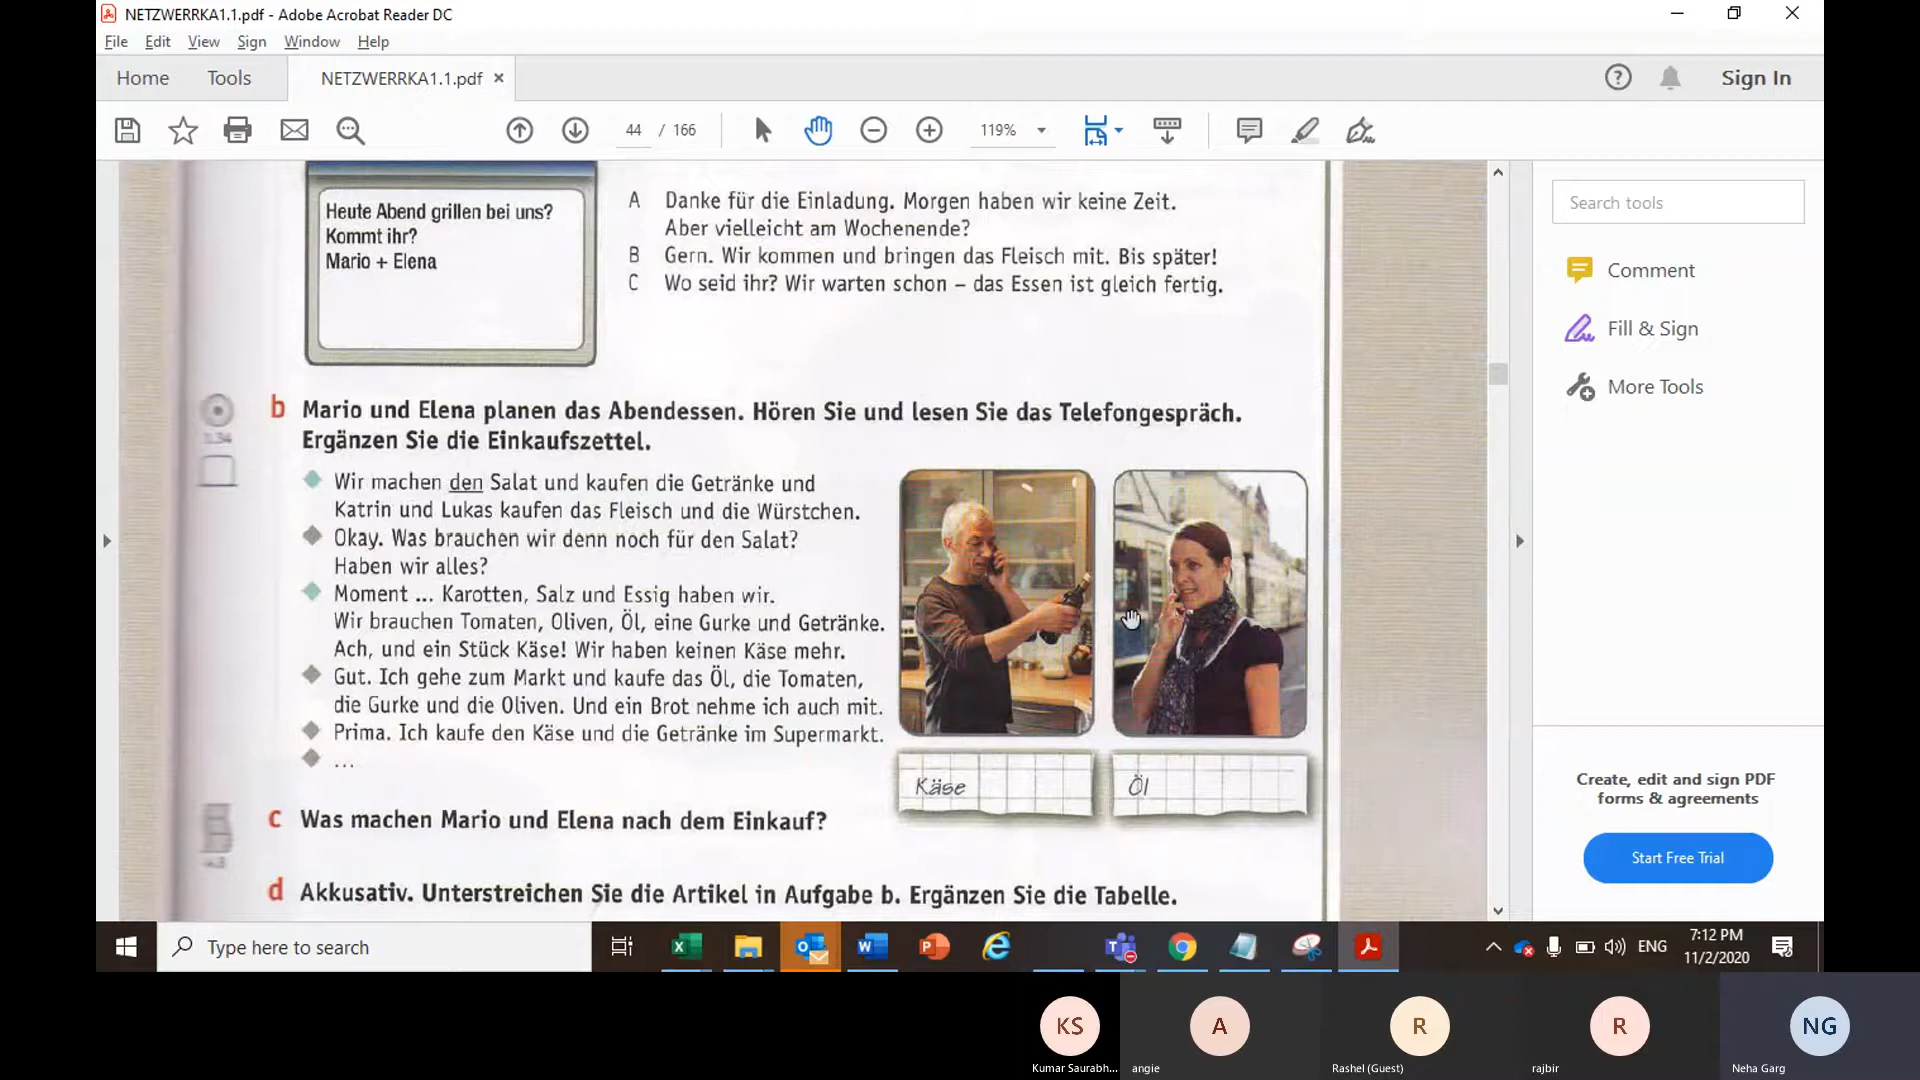 NETZWERRKA1.1.pdf - Adobe Acrobat Reader DC
File Edit View Sign Window Help
Home Tools NETZWERRKA1.1.pdf Sign In
44 / 166 119%
Heute Abend grillen bei uns?
Kommt ihr?
Mario + Elena
A Danke für die Einladung. Morgen haben wir keine Zeit.
Aber vielleicht am Wochenende?
B Gern. Wir kommen und bringen das Fleisch mit. Bis später!
C Wo seid ihr? Wir warten schon – das Essen ist gleich fertig.
b Mario und Elena planen das Abendessen. Hören Sie und lesen Sie das Telefongespräch.
Ergänzen Sie die Einkaufszettel.
Wir machen den Salat und kaufen die Getränke und
Katrin und Lukas kaufen das Fleisch und die Würstchen.
Okay. Was brauchen wir denn noch für den Salat?
Haben wir alles?
Moment ... Karotten, Salz und Essig haben wir.
Wir brauchen Tomaten, Oliven, Öl, eine Gurke und Getränke.
Ach, und ein Stück Käse! Wir haben keinen Käse mehr.
Gut. Ich gehe zum Markt und kaufe das Öl, die Tomaten,
die Gurke und die Oliven. Und ein Brot nehme ich auch mit.
Prima. Ich kaufe den Käse und die Getränke im Supermarkt.
...
Käse
Öl
c Was machen Mario und Elena nach dem Einkauf?
d Akkusativ. Unterstreichen Sie die Artikel in Aufgabe b. Ergänzen Sie die Tabelle.
Search tools
Comment
Fill & Sign
More Tools
Create, edit and sign PDF
forms & agreements
Start Free Trial
Type here to search
ENG
7:12 PM
11/2/2020
KS
A
R
R
NG
Kumar Saurabh...
angie
Rashel (Guest)
rajbir
Neha Garg